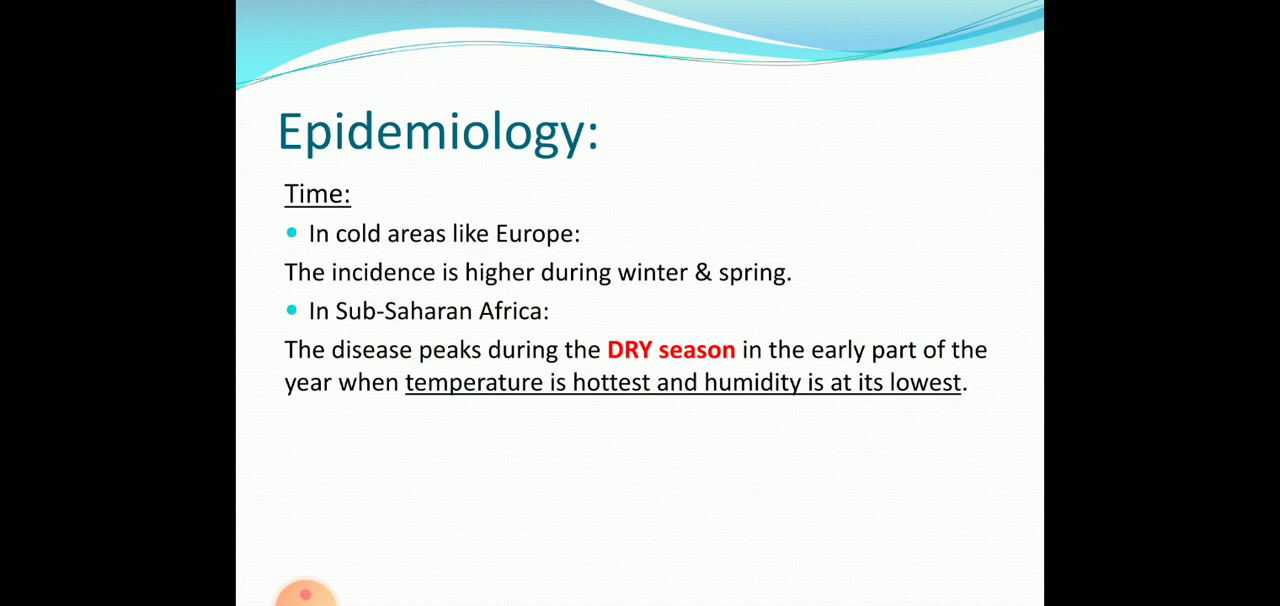 Epidemiology:
Time:
In cold areas like Europe:
The incidence is higher during winter & spring.
In Sub-Saharan Africa:
The disease peaks during the DRY season in the early part of the
year when temperature is hottest and humidity is at its lowest.